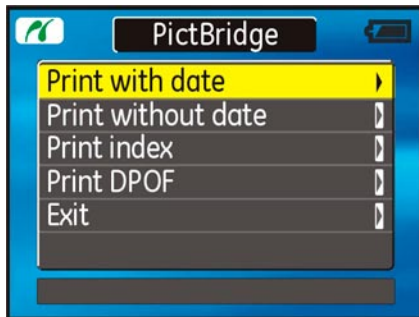 PictBridge
Print with date
Print without date
Print index
Print DPOF
Exit